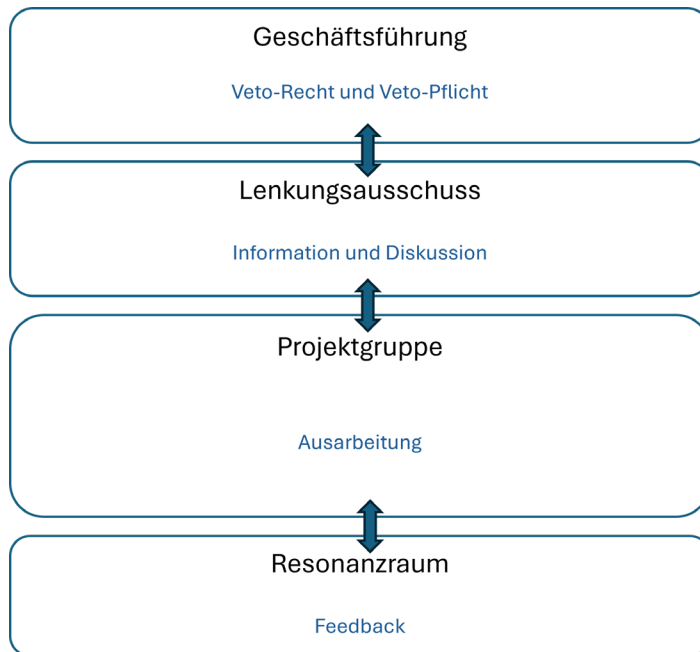 Geschäftsführung
Veto-Recht und Veto-Pflicht
Lenkungsausschuss
Information und Diskussion
Projektgruppe
Ausarbeitung
Resonanzraum
Feedback